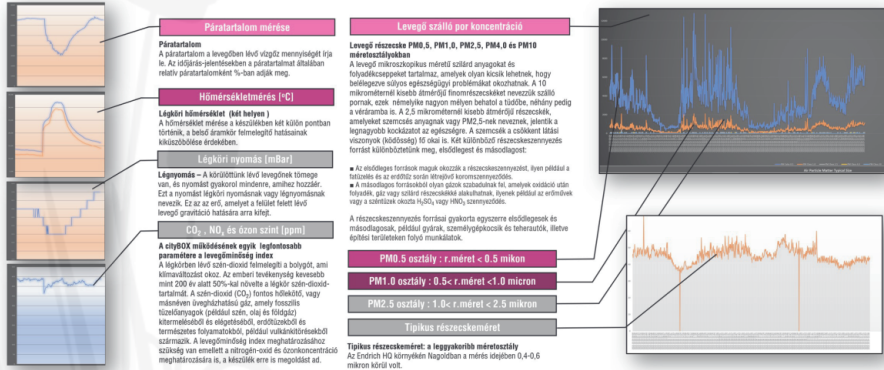 Páratartalom mérése
Páratartalom
A páratartalom a levegőben lévő vízgőz mennyiségét írja
le. Az időjárás-jelentésekben a páratartalmat általában
relatív páratartalomként %-ban adják meg.
Hőmérsékletmérés [°C]
Légköri hőmérséklet (két helyen )
A hőmérséklet mérése a készülékben két külön ponton
történik, a belső áramkör felmelegítő hatásainak
kiküszöbölése érdekében.
Légköri nyomás [mBar]
Légnyomás – A körülöttünk lévő levegőnek tömege
van, és nyomást gyakorol mindenre, amihez hozzáér.
Ezt a nyomást légköri nyomásnak vagy légnyomásnak
nevezik. Ez az az erő, amelyet a felület felett lévő
levegő gravitáció hatására arra kifejt.
CO₂ , NOₓ és ózon szint [ppm]
A cityBOX működésének egyik legfontosabb
paramétere a levegőminőség index
A légkörben lévő szén-dioxid felmelegíti a bolygót, ami
klímaváltozást okoz. Az emberi tevékenység kevesebb
mint 200 év alatt 50%-kal növelte a légkör szén-dioxid-
tartalmát. A szén-dioxid (CO₂) fontos hőlekötő, vagy
másnéven üvegházhatású gáz, amely fosszilis
tüzelőanyagok (például szén, olaj és földgáz)
kitermeléséből és elégetéséből, erdőtüzekből és
természetes folyamatokból, például vulkánkitörésekből
származik. A levegőminőség index meghatározásához
szükség van emellett a nitrogén-oxid és ózonkoncentráció
meghatározására is, a készülék erre is megoldást ad.
Levegő szálló por koncentráció
Levegő részecske PM0,5, PM1,0, PM2,5, PM4,0 és PM10
méretosztályokban
A levegő mikroszkopikus méretű szilárd anyagokat és
folyadékcseppeket tartalmaz, amelyek olyan kicsik lehetnek, hogy
belélegezve súlyos egészségügyi problémákat okozhatnak. A 10
mikrométernél kisebb átmérőjű finomrészecskéket nevezzük szálló
pornak, ezek némelyike nagyon mélyen behatol a tüdőbe, néhány pedig
a véráramba is. A 2,5 mikrométernél kisebb átmérőjű részecskék,
amelyeket szemcsés anyagnak vagy PM2,5-nek neveznek, jelentik a
legnagyobb kockázatot az egészségre. A szemcsék a csökkent látási
viszonyok (ködösség) fő okai is. Két különböző részecskeszennyezés
forrást különböztetünk meg, elsődlegest és másodlagost:
■ Az elsődleges források maguk okozzák a részecskeszennyezést, ilyen például a
fatüzelés és az erdőtűz során létrejövő koromszennyeződés.
■ A másodlagos forrásokból olyan gázok szabadulnak fel, amelyek oxidáció után
folyadék, gáz vagy szilárd részecskékké alakulhatnak, ilyenek például az erőművek
vagy a széntüzek okozta H₂SO₄ vagy HNO₃ szennyeződés.
A részecskeszennyezés forrásai gyakorta egyszerre elsődlegesek és
másodlagosak, például gyárak, személygépkocsik és teherautók, illetve
építési területeken folyó munkálatok.
PM0.5 osztály : r.méret < 0.5 mikon
PM1.0 osztály : 0.5< r.méret <1.0 micron
PM2.5 osztály : 1.0< r.méret < 2.5 mikron
Tipikus részecskeméret
Tipikus részecskeméret: a leggyakoribb méretosztály
Az Endrich HQ környékén Nagoldban a mérés idejében 0,4-0,6
mikron körül volt.